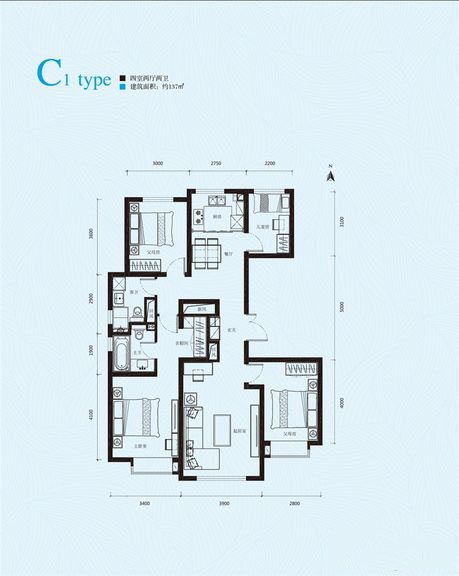 C1 type
四室两厅两卫
建筑面积：约137㎡
3000
2750
2200
N
厨房
儿童房
3100
3600
父母房
餐厅
客卫
2900
5000
新风
玄关
1900
主卫
衣帽间
4100
4000
主卧室
起居室
父母房
3400
3900
2800